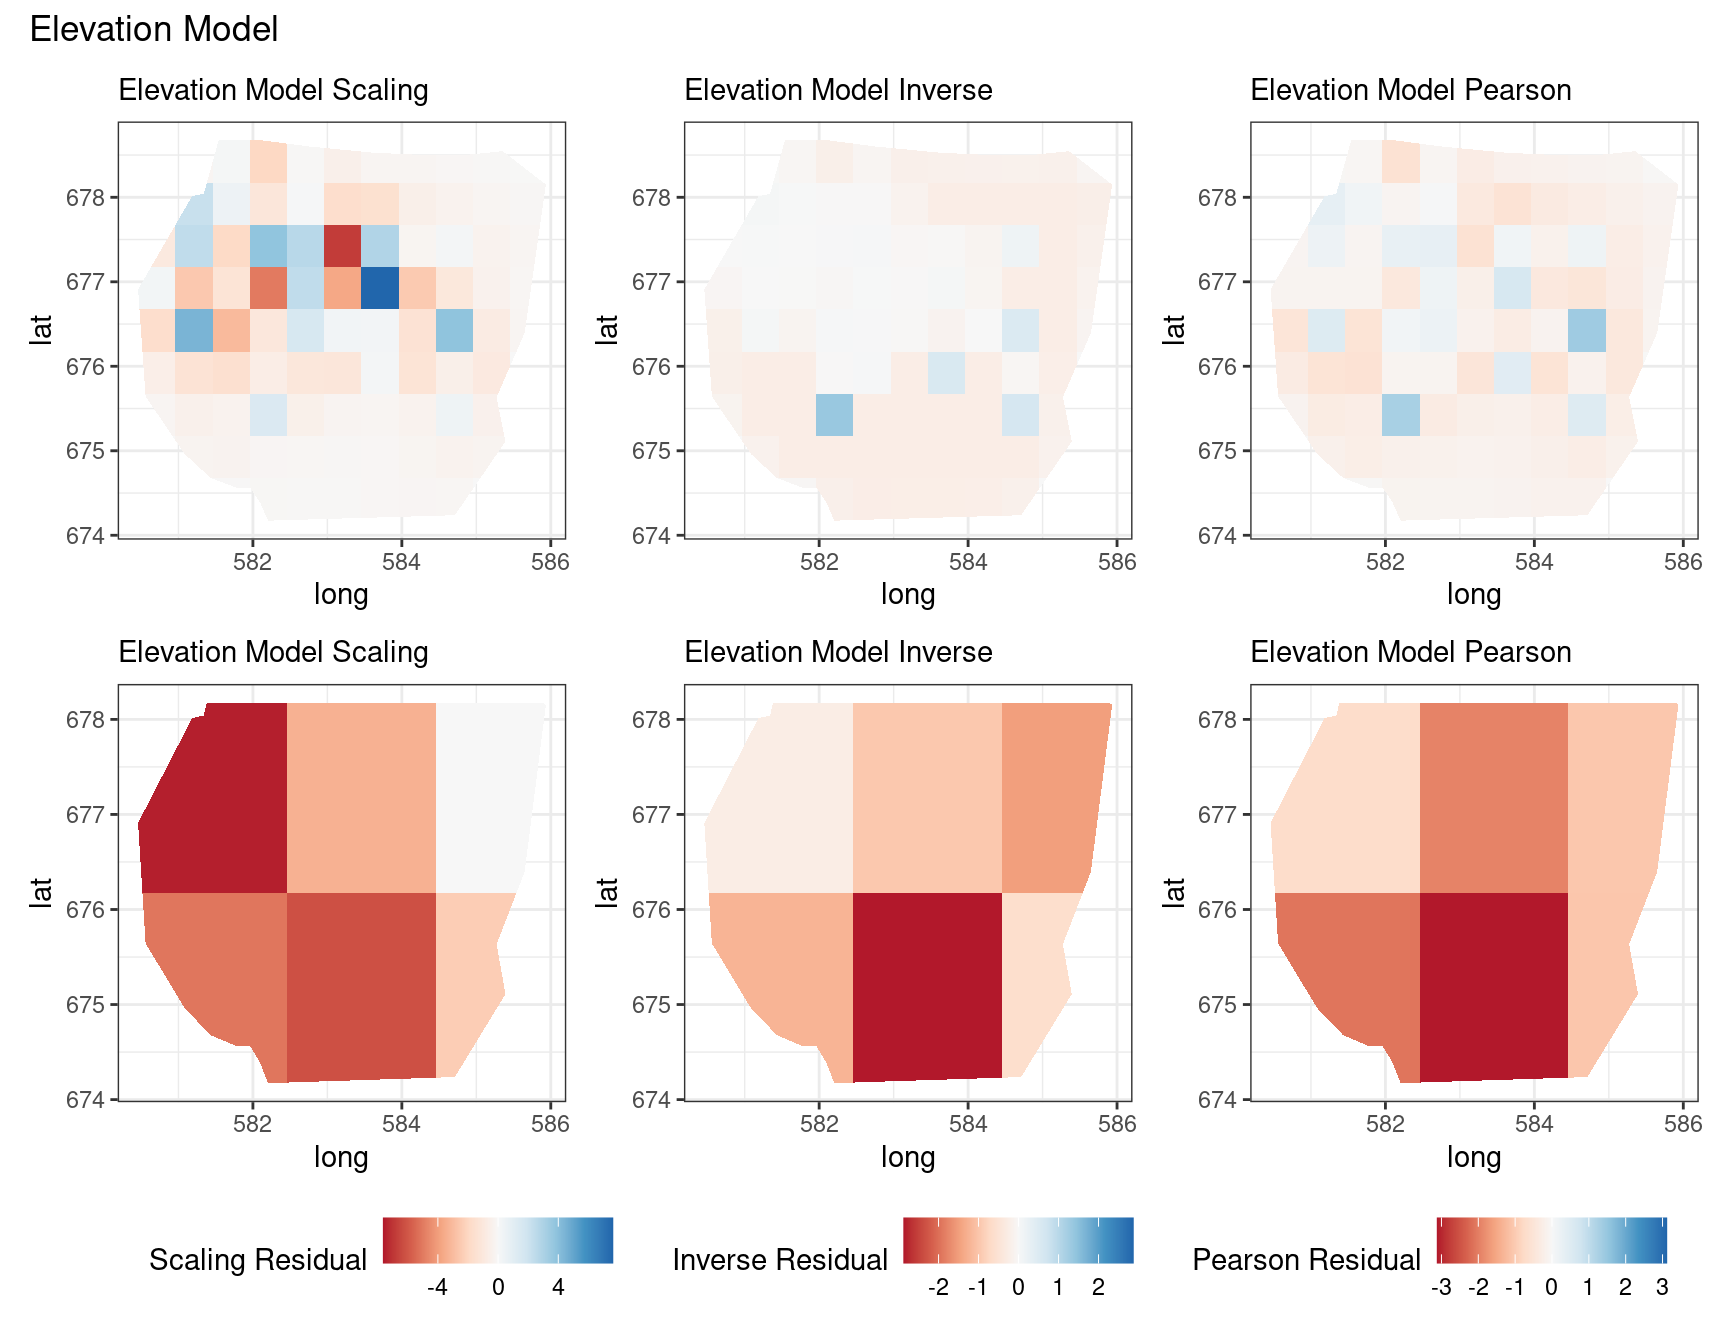 Elevation Model
Elevation Model Scaling
Elevation Model Inverse
Elevation Model Pearson
678
677
676
675
674
lat
582
584
586
long
678
677
676
675
674
lat
582
584
586
long
678
677
676
675
674
lat
582
584
586
long
Elevation Model Scaling
Elevation Model Inverse
Elevation Model Pearson
678
677
676
675
674
lat
582
584
586
long
678
677
676
675
674
lat
582
584
586
long
678
677
676
675
674
lat
582
584
586
long
Scaling Residual
-4 0 4
Inverse Residual
-2 -1 0 1 2
Pearson Residual
-3 -2 -1 0 1 2 3